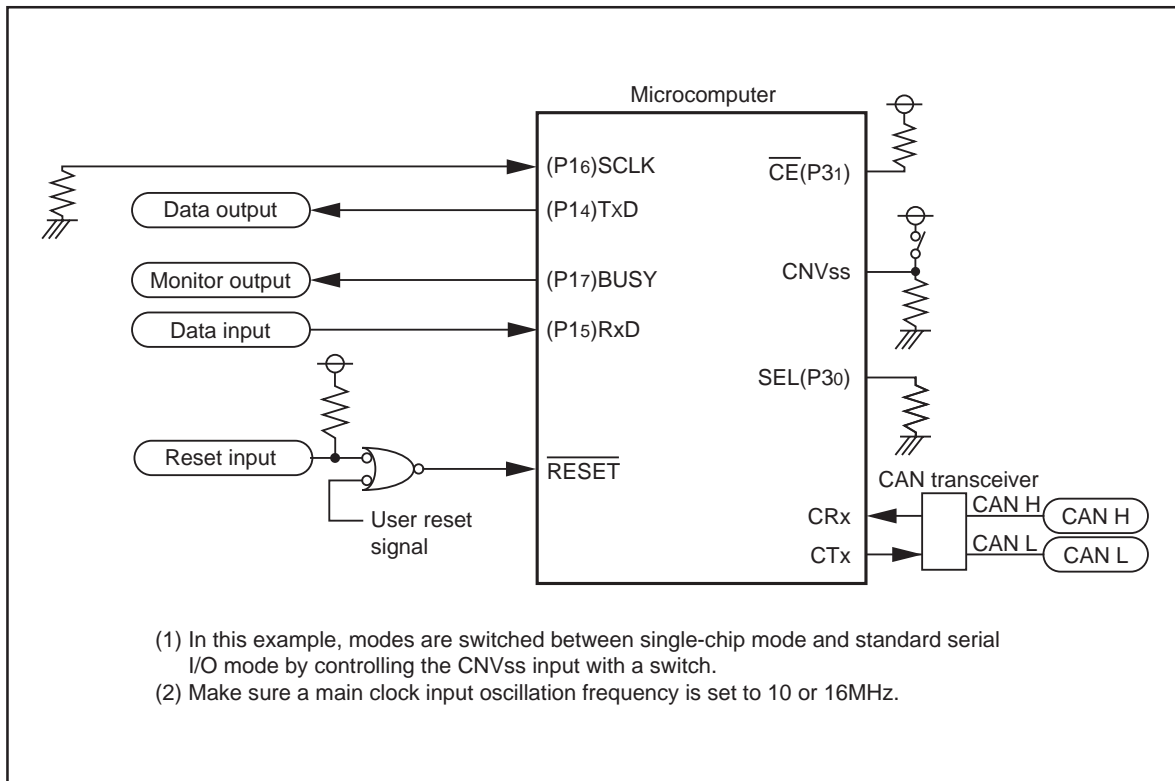 Microcomputer
(P16)SCLK
CE(P31)
Data output
(P14)TxD
CNVss
Monitor output
(P17)BUSY
Data input
(P15)RxD
SEL(P30)
Reset input
RESET
User reset
signal
CAN transceiver
CRx
CAN H
CAN H
CTx
CAN L
CAN L
(1) In this example, modes are switched between single-chip mode and standard serial
I/O mode by controlling the CNVss input with a switch.
(2) Make sure a main clock input oscillation frequency is set to 10 or 16MHz.